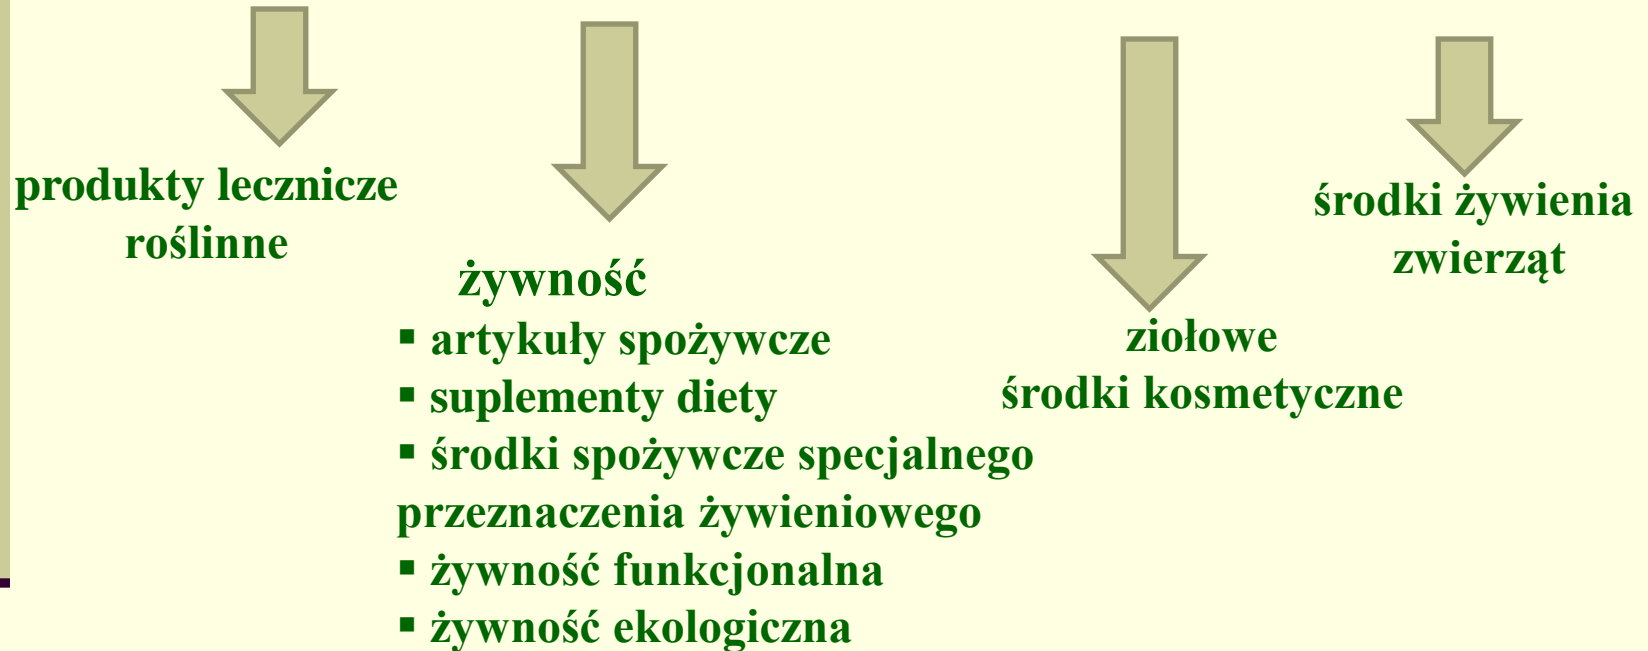 produkty lecznicze
roślinne
żywność
▪ artykuły spożywcze
▪ suplementy diety
▪ środki spożywcze specjalnego
przeznaczenia żywieniowego
▪ żywność funkcjonalna
▪ żywność ekologiczna
ziołowe
środki kosmetyczne
środki żywienia
zwierząt